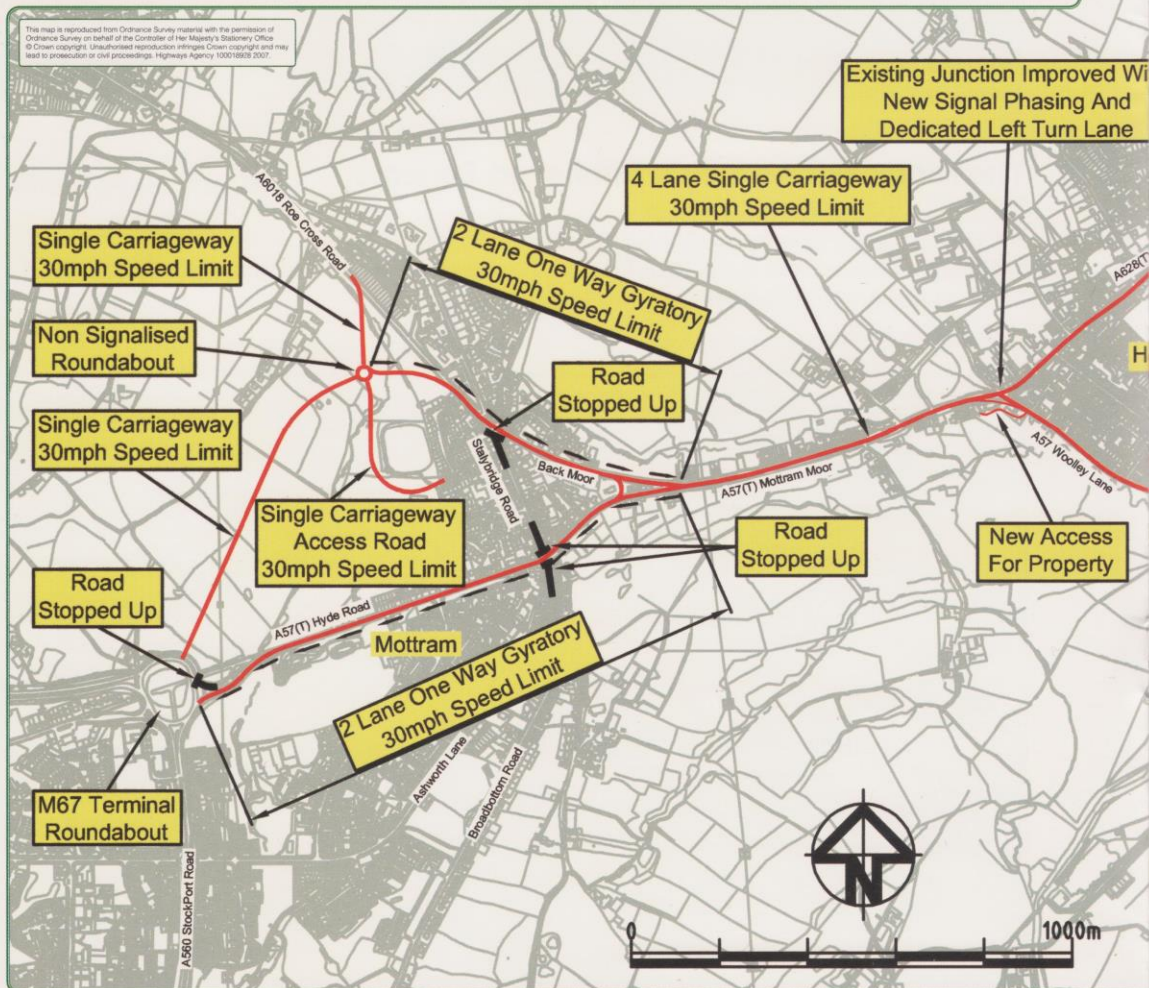 This map is reproduced from Ordnance Survey material with the permission of
Ordnance Survey on behalf of the Controller of Her Majesty's Stationery Office
© Crown copyright. Unauthorised reproduction infringes Crown copyright and may
lead to prosecution or civil proceedings. Highways Agency 100018928 2007.
Existing Junction Improved Wi
New Signal Phasing And
Dedicated Left Turn Lane
4 Lane Single Carriageway
30mph Speed Limit
A6018 Roe Cross Road
2 Lane One Way Gyratory
30mph Speed Limit
Single Carriageway
30mph Speed Limit
A628(T)
Non Signalised
Roundabout
H
Road
Stopped Up
Single Carriageway
30mph Speed Limit
Stalybridge Road
Back Moor
A57(T) Mottram Moor
A57 Woolley Lane
Single Carriageway
Access Road
30mph Speed Limit
Road
Stopped Up
New Access
For Property
Road
Stopped Up
A57(T) Hyde Road
Mottram
2 Lane One Way Gyratory
30mph Speed Limit
Ashworth Lane
Broadbottom Road
M67 Terminal
Roundabout
A560 StockPort Road
N
0
1000m